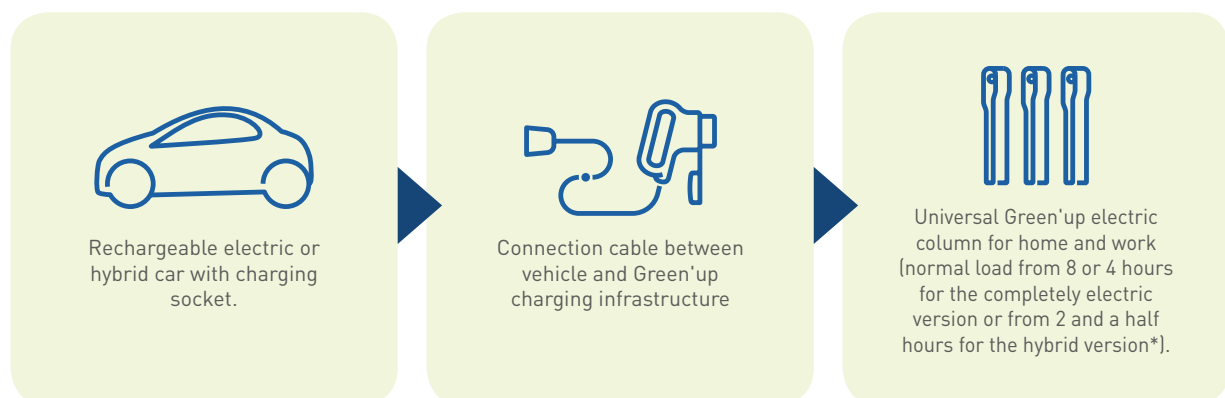 Rechargeable electric or
hybrid car with charging
socket.
Connection cable between
vehicle and Green'up
charging infrastructure
Universal Green'up electric
column for home and work
(normal load from 8 or 4 hours
for the completely electric
version or from 2 and a half
hours for the hybrid version*).